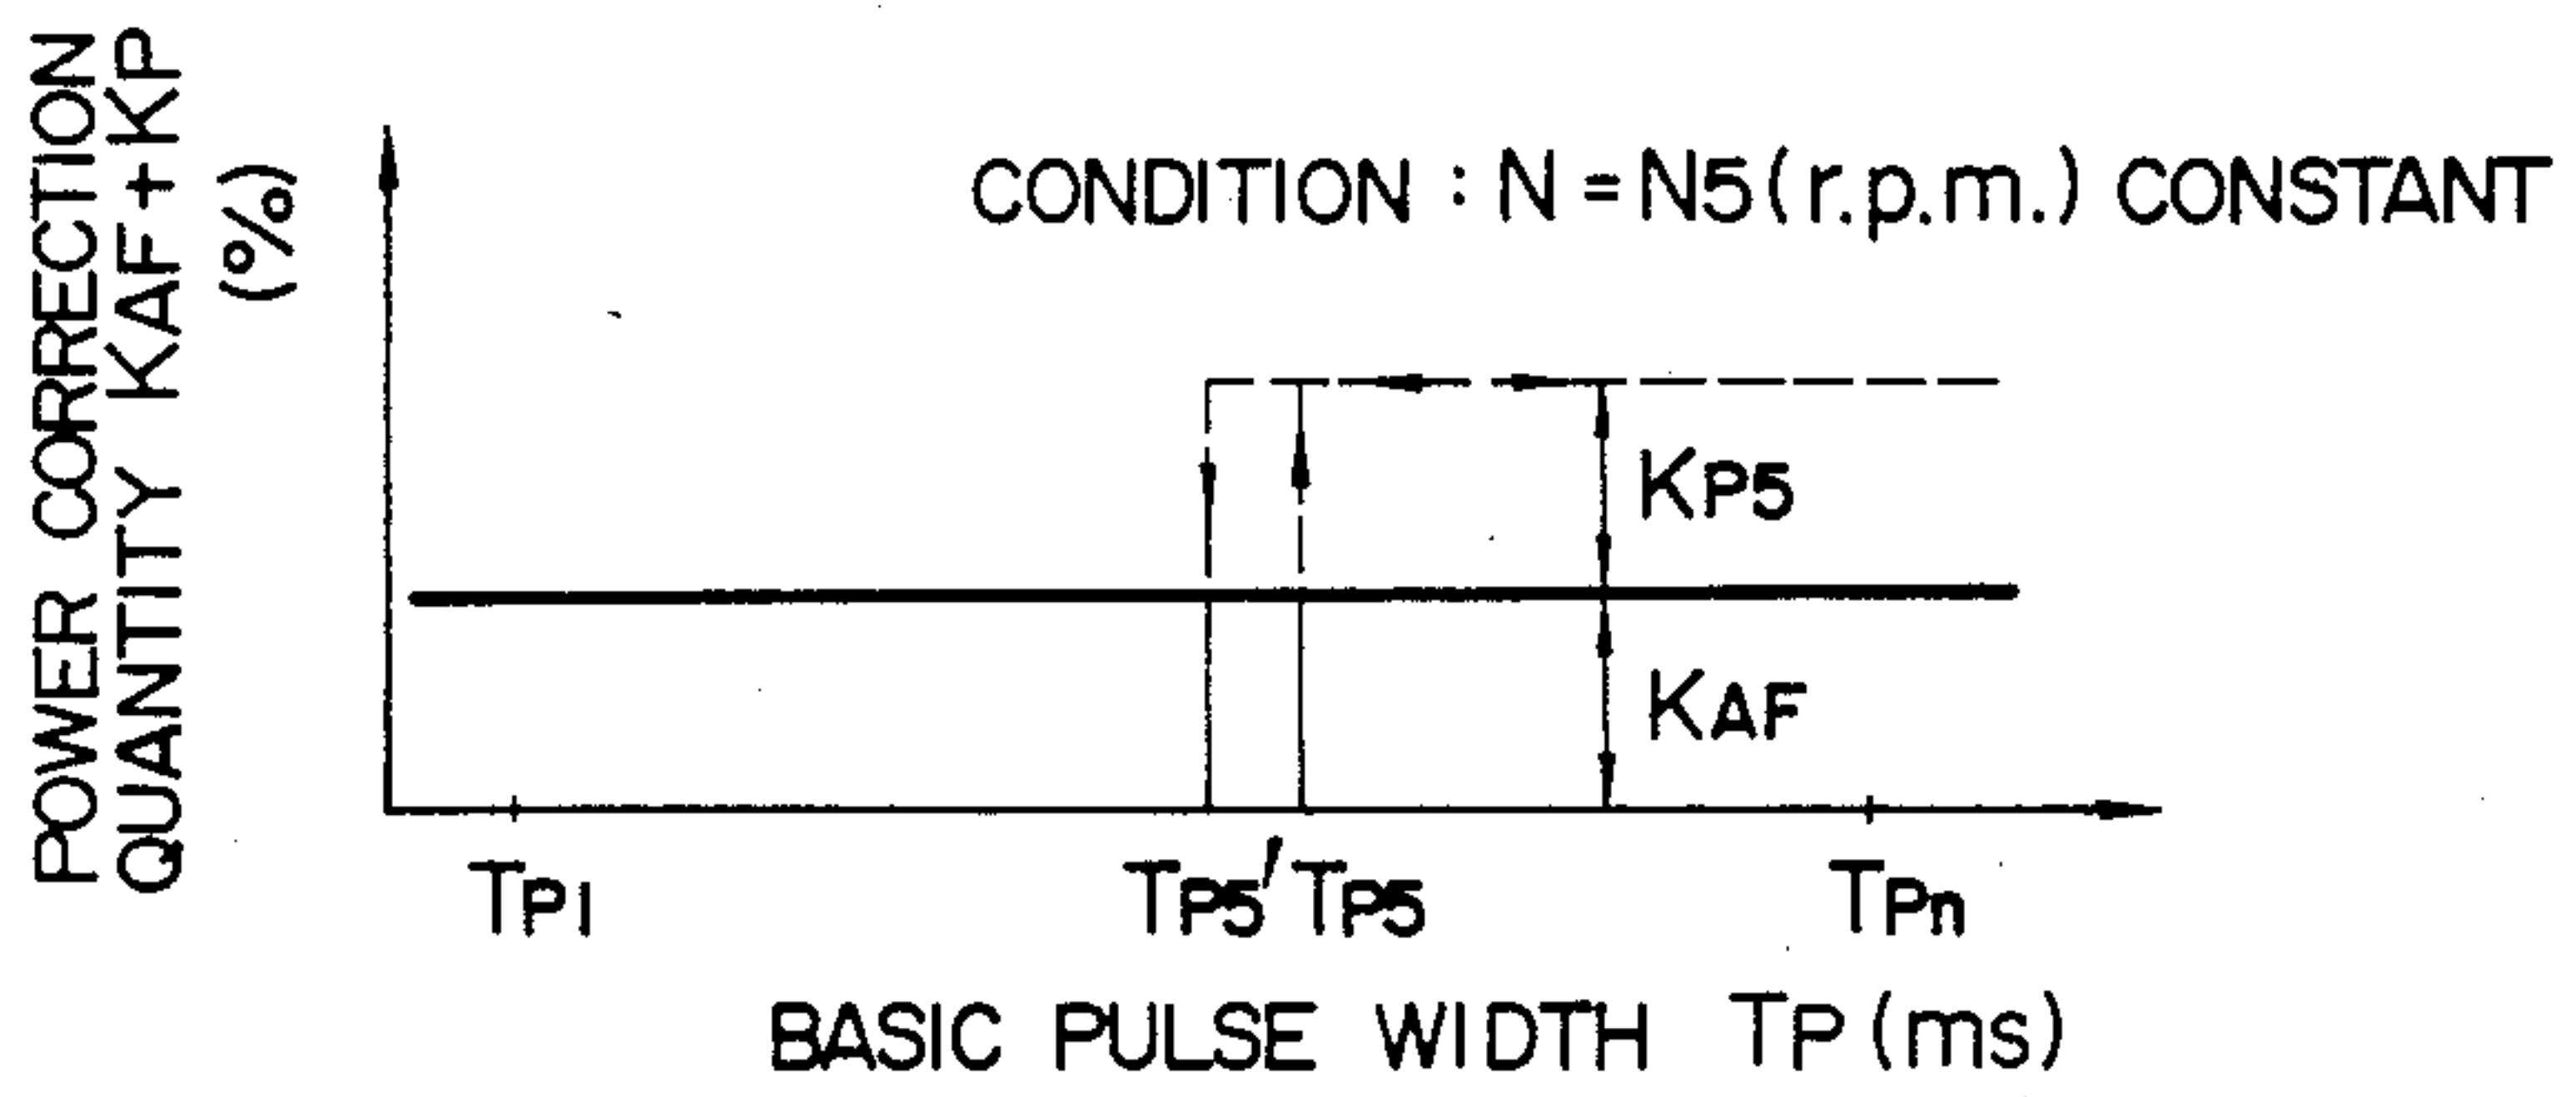 POWER CORRECTION
QUANTITY KAF+KP
(%)
CONDITION : N = N5 (r.p.m.) CONSTANT
KP5
KAF
TP1 TP5' TP5 TPn
BASIC PULSE WIDTH TP (ms)